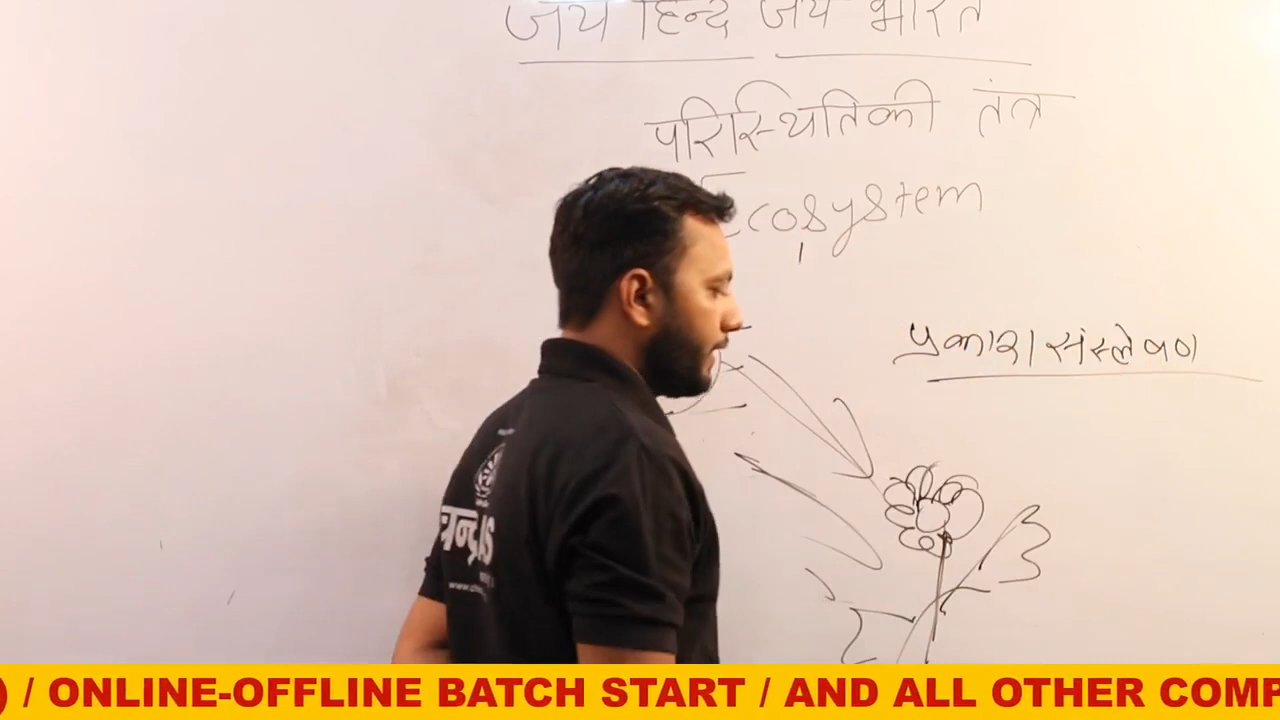 जय हिन्द जय भारत
परिस्थितिकी तंत्र
Ecosystem
प्रकाश संस्लेषण
) / ONLINE-OFFLINE BATCH START / AND ALL OTHER COMP